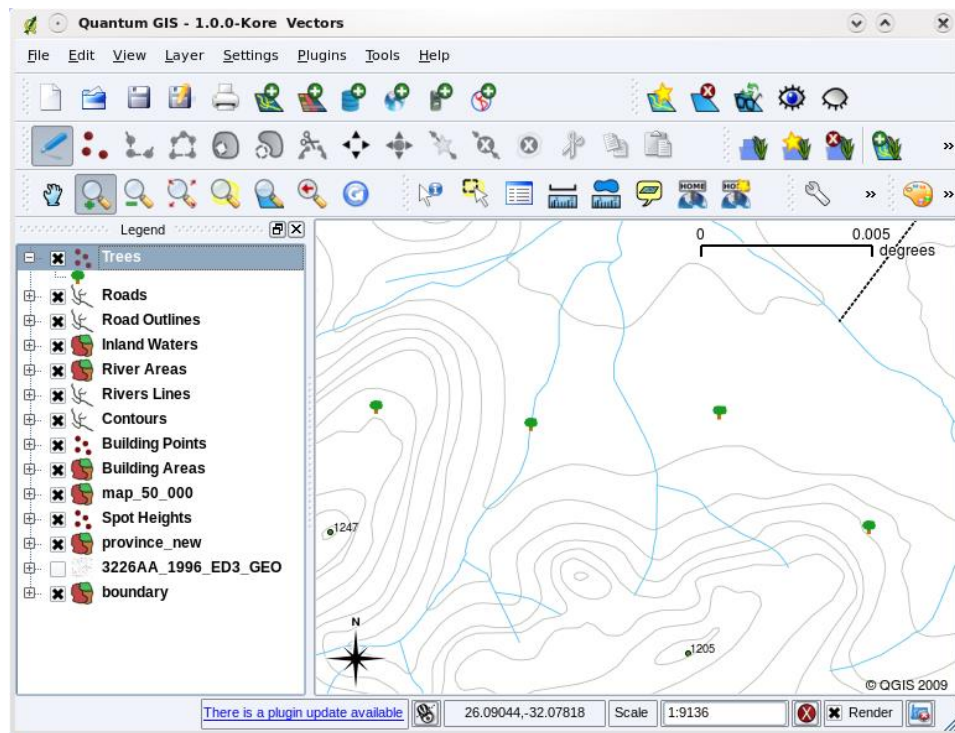 Quantum GIS - 1.0.0-Kore Vectors
File Edit View Layer Settings Plugins Tools Help
HOME HO
Legend
0 0.005
degrees
Trees
Roads
Road Outlines
Inland Waters
River Areas
Rivers Lines
Contours
Building Points
Building Areas
map_50_000
Spot Heights
1247
province_new
3226AA_1996_ED3_GEO
boundary
N
1205
© QGIS 2009
There is a plugin update available 26.09044,-32.07818 Scale 1:9136 Render